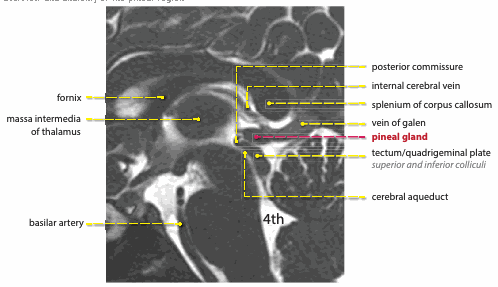 posterior commissure
internal cerebral vein
fornix
splenium of corpus callosum
massa intermedia
of thalamus
vein of galen
pineal gland
tectum/quadrigeminal plate
superior and inferior colliculi
cerebral aqueduct
4th
basilar artery